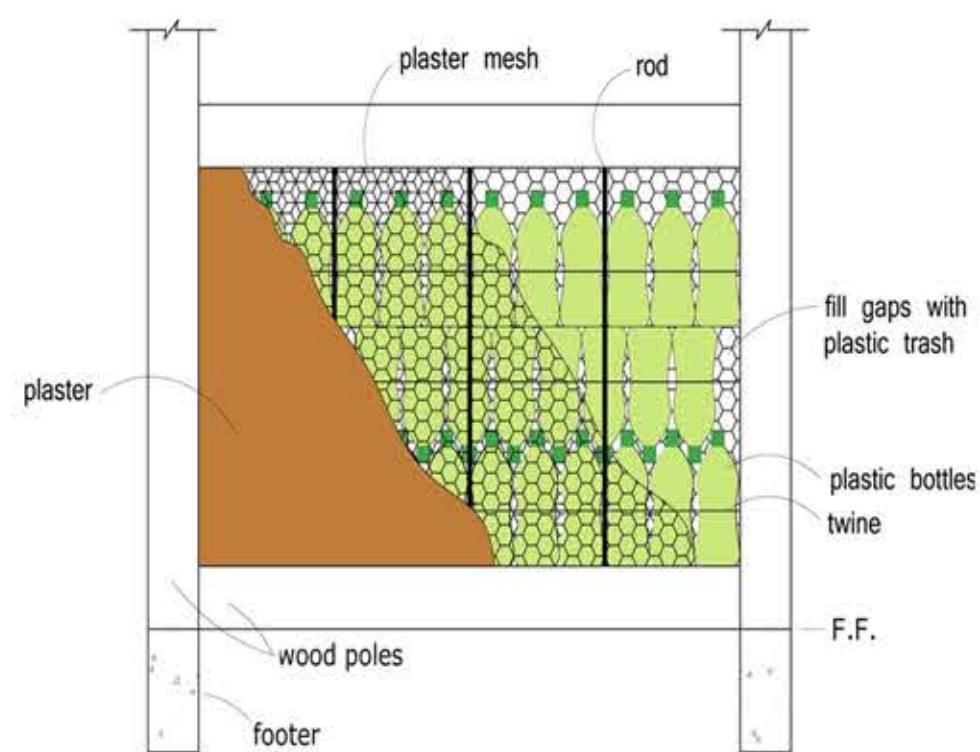 plaster mesh
rod
fill gaps with
plastic trash
plaster
plastic bottles
twine
F.F.
wood poles
footer